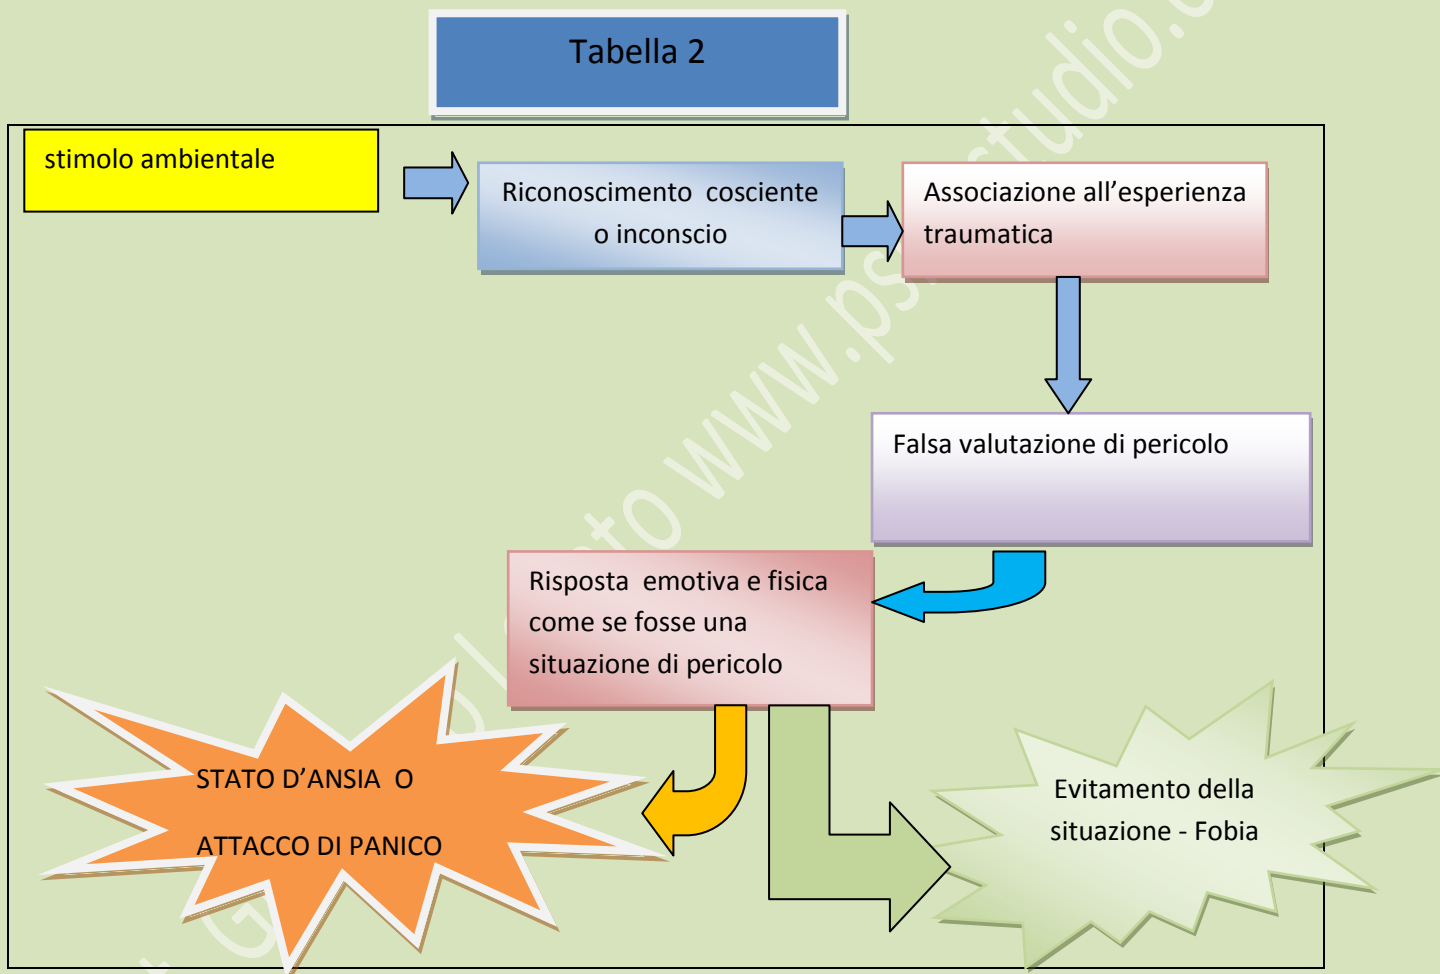 Tabella 2
stimolo ambientale
Riconoscimento cosciente
o inconscio
Associazione all’esperienza
traumatica
Falsa valutazione di pericolo
Risposta emotiva e fisica
come se fosse una
situazione di pericolo
STATO D’ANSIA O
ATTACCO DI PANICO
Evitamento della
situazione - Fobia